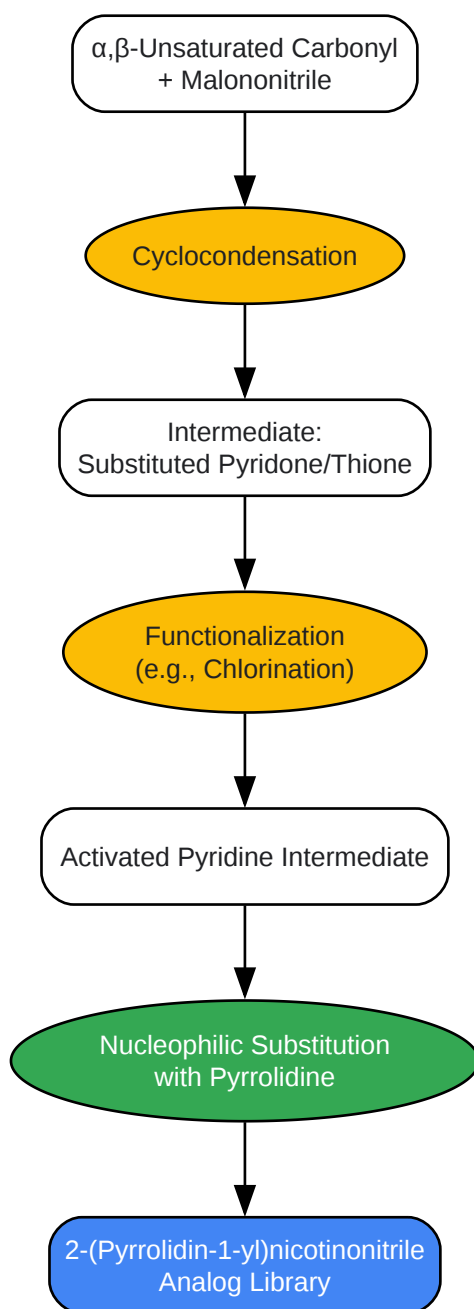 α,β-Unsaturated Carbonyl
+ Malononitrile
Cyclocondensation
Intermediate:
Substituted Pyridone/Thione
Functionalization
(e.g., Chlorination)
Activated Pyridine Intermediate
Nucleophilic Substitution
with Pyrrolidine
2-(Pyrrolidin-1-yl)nicotinonitrile
Analog Library